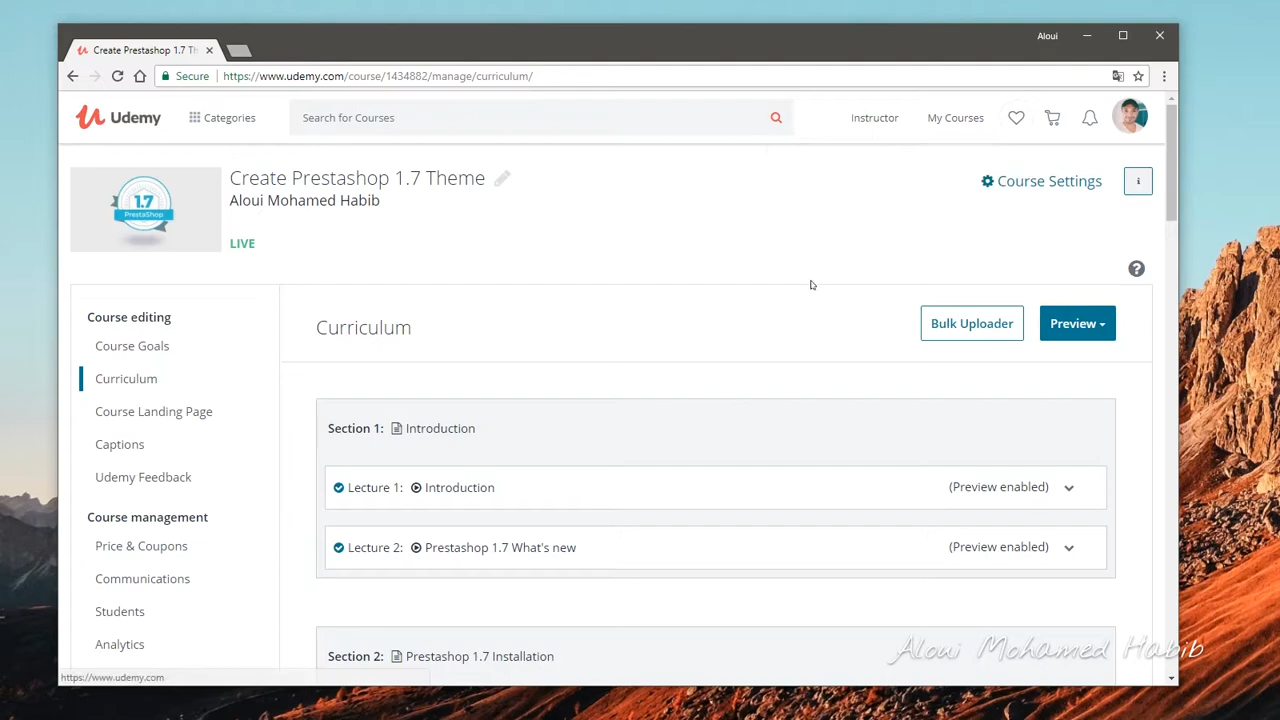 Aloui
Create Prestashop 1.7 Th
Secure
https://www.udemy.com/course/1434882/manage/curriculum/
Udemy
Categories
Search for Courses
Instructor
My Courses
1.7
PrestaShop
Create Prestashop 1.7 Theme
Aloui Mohamed Habib
LIVE
Course Settings
i
?
Course editing
Course Goals
Curriculum
Course Landing Page
Captions
Udemy Feedback
Course management
Price & Coupons
Communications
Students
Analytics
Curriculum
Bulk Uploader
Preview
Section 1: Introduction
Lecture 1: Introduction
(Preview enabled)
Lecture 2: Prestashop 1.7 What's new
(Preview enabled)
Section 2: Prestashop 1.7 Installation
Aloui Mohamed Habib
https://www.udemy.com